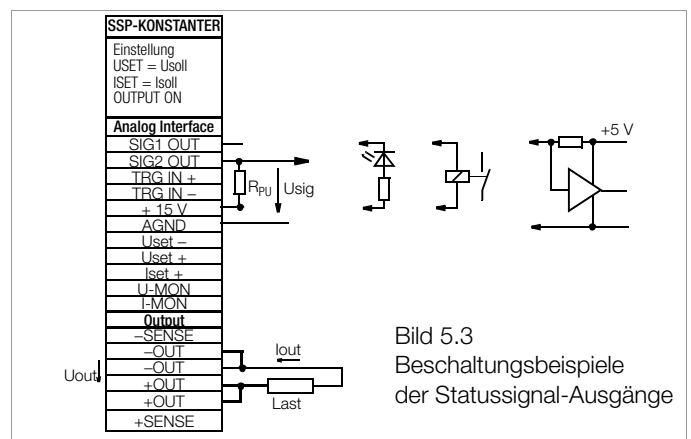 SSP-KONSTANTER
Einstellung
USET = Usoll
ISET = Isoll
OUTPUT ON
Analog Interface
SIG1 OUT
SIG2 OUT
TRG IN +
TRG IN –
+ 15 V
AGND
Uset –
Uset +
Iset +
U-MON
I-MON
Output
–SENSE
–OUT
–OUT
+OUT
+OUT
+SENSE
RPU
Usig
+5 V
Uout
Iout
Last
Bild 5.3
Beschaltungsbeispiele
der Statussignal-Ausgänge